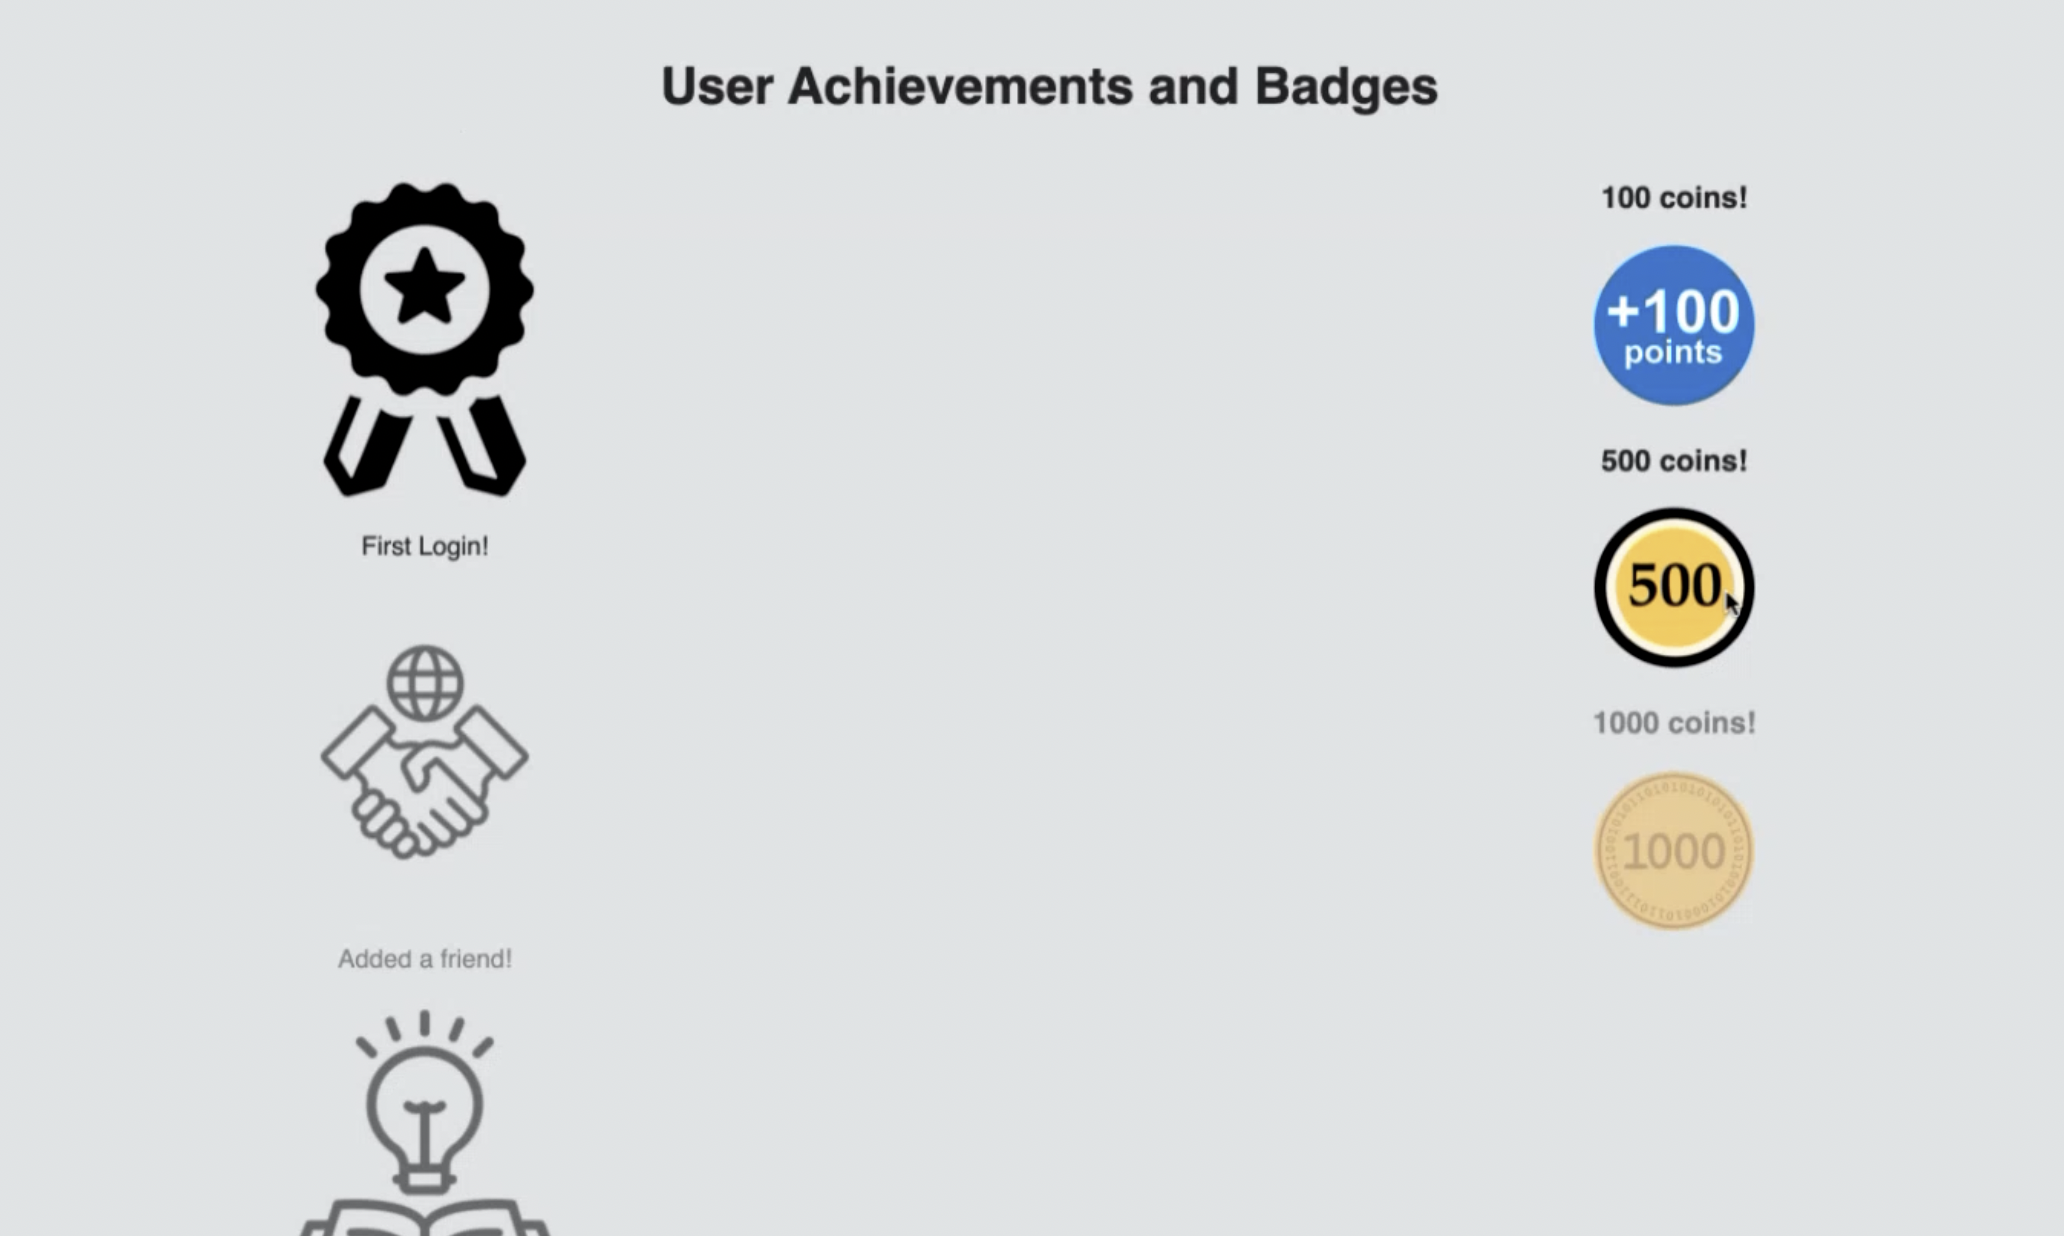 User Achievements and Badges
First Login!
Added a friend!
100 coins!
+100
points
500 coins!
500
1000 coins!
1000